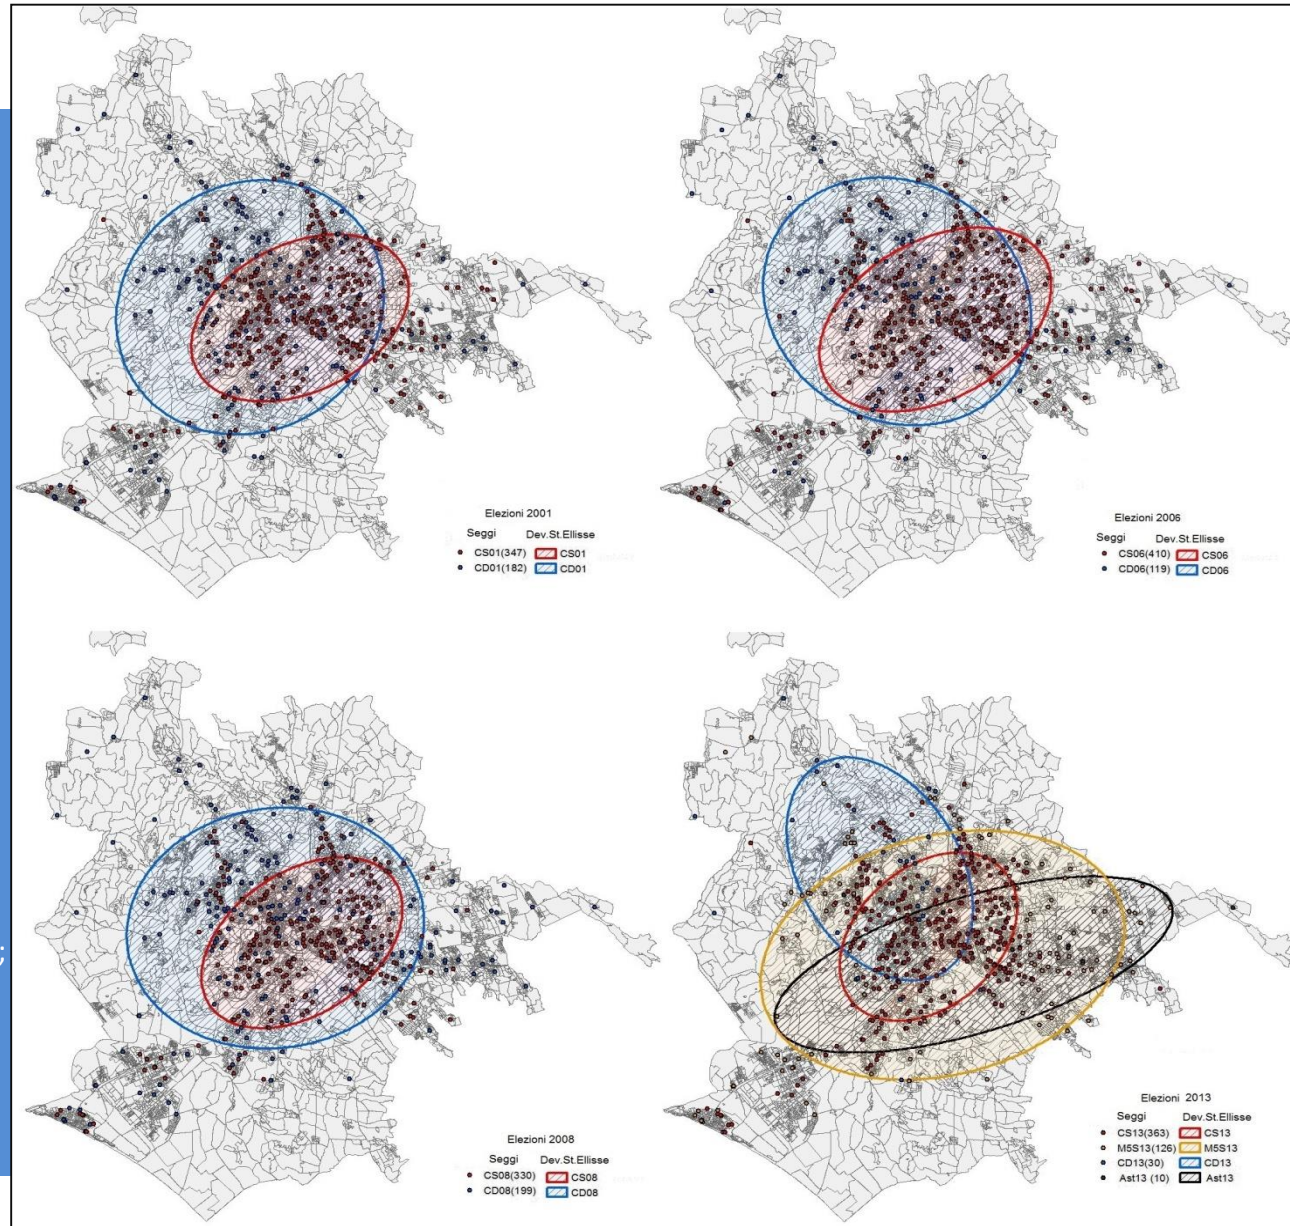 Elezioni 2001
Seggi Dev.St.Ellisse
CS01(347) CS01
CD01(182) CD01
Elezioni 2006
Seggi Dev.St.Ellisse
CS06(410) CS06
CD06(119) CD06
;
Elezioni 2008
Seggi Dev.St.Ellisse
CS08(330) CS08
CD08(199) CD08
Elezioni 2013
Seggi Dev.St.Ellisse
CS13(363) CS13
M5S13(126) M5S13
CD13(30) CD13
Ast13 (10) Ast13